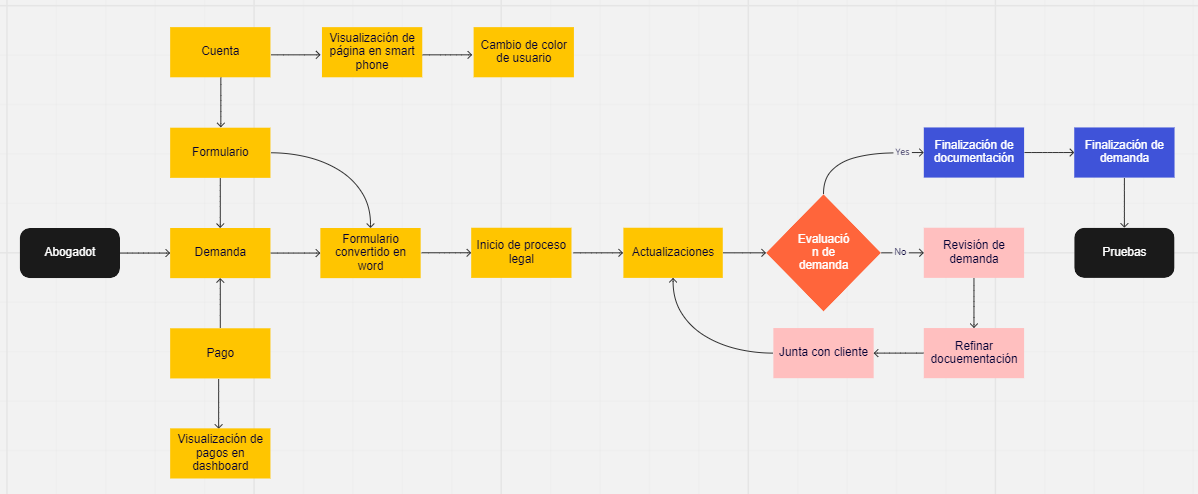 Cuenta
Visualización de
página en smart
phone
Cambio de color
de usuario
Formulario
Yes
Finalización de
documentación
Finalización de
demanda
Abogadot
Demanda
Formulario
convertido en
word
Inicio de proceso
legal
Actualizaciones
Evaluació
n de
demanda
No
Revisión de
demanda
Pruebas
Pago
Junta con cliente
Refinar
docuementación
Visualización de
pagos en
dashboard